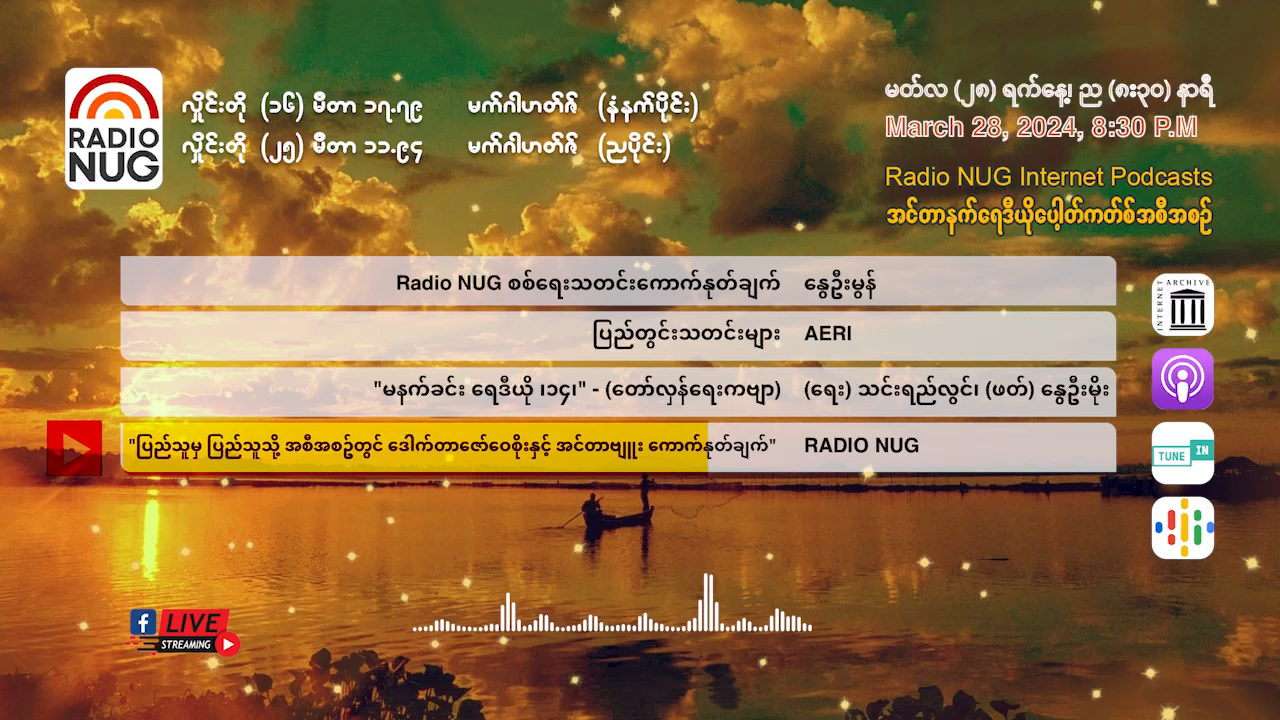 RADIO
NUG
လှိုင်းတို (၁၆) မီတာ ၁၇.၇၉ မက်ဂါဟတ်ဇ် (နံနက်ပိုင်း)
လှိုင်းတို (၂၅) မီတာ ၁၁.၉၄ မက်ဂါဟတ်ဇ် (ညပိုင်း)
မတ်လ (၂၈) ရက်နေ့၊ ည (၈း၃၀) နာရီ
March 28, 2024, 8:30 P.M
Radio NUG Internet Podcasts
အင်တာနက်ရေဒီယိုပေါ့တ်ကတ်စ်အစီအစဉ်
Radio NUG စစ်ရေးသတင်းကောက်နုတ်ချက် နွေဦးမွန်
ပြည်တွင်းသတင်းများ AERI
"မနက်ခင်း ရေဒီယို ၊၁၄၊" - (တော်လှန်ရေးကဗျာ) (ရေး) သင်းရည်လွင်၊ (ဖတ်) နွေဦးမိုး
"ပြည်သူမှ ပြည်သူသို့ အစီအစဉ်တွင် ဒေါက်တာဇော်ဝေစိုးနှင့် အင်တာဗျူး ကောက်နုတ်ချက်" RADIO NUG
INTERNET ARCHIVE
TUNE IN
LIVE
STREAMING